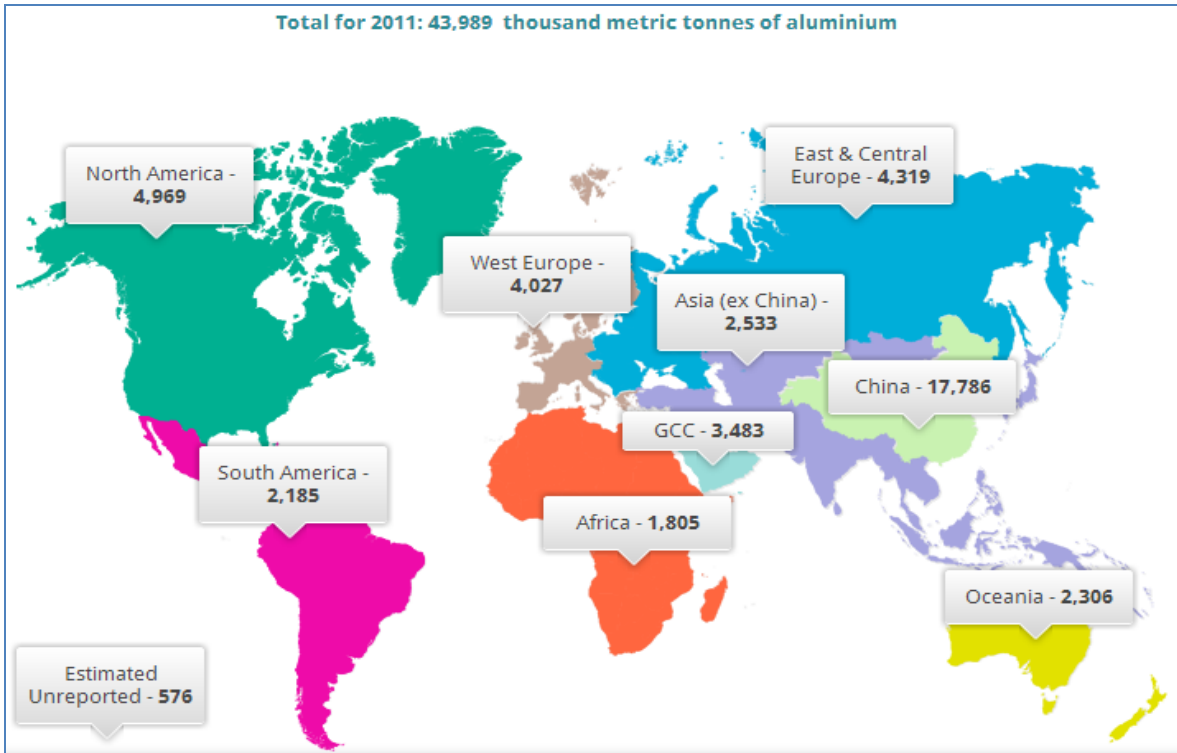 Total for 2011: 43,989 thousand metric tonnes of aluminium
North America -
4,969
East & Central
Europe - 4,319
West Europe -
4,027
Asia (ex China) -
2,533
China - 17,786
GCC - 3,483
South America -
2,185
Africa - 1,805
Oceania - 2,306
Estimated
Unreported - 576